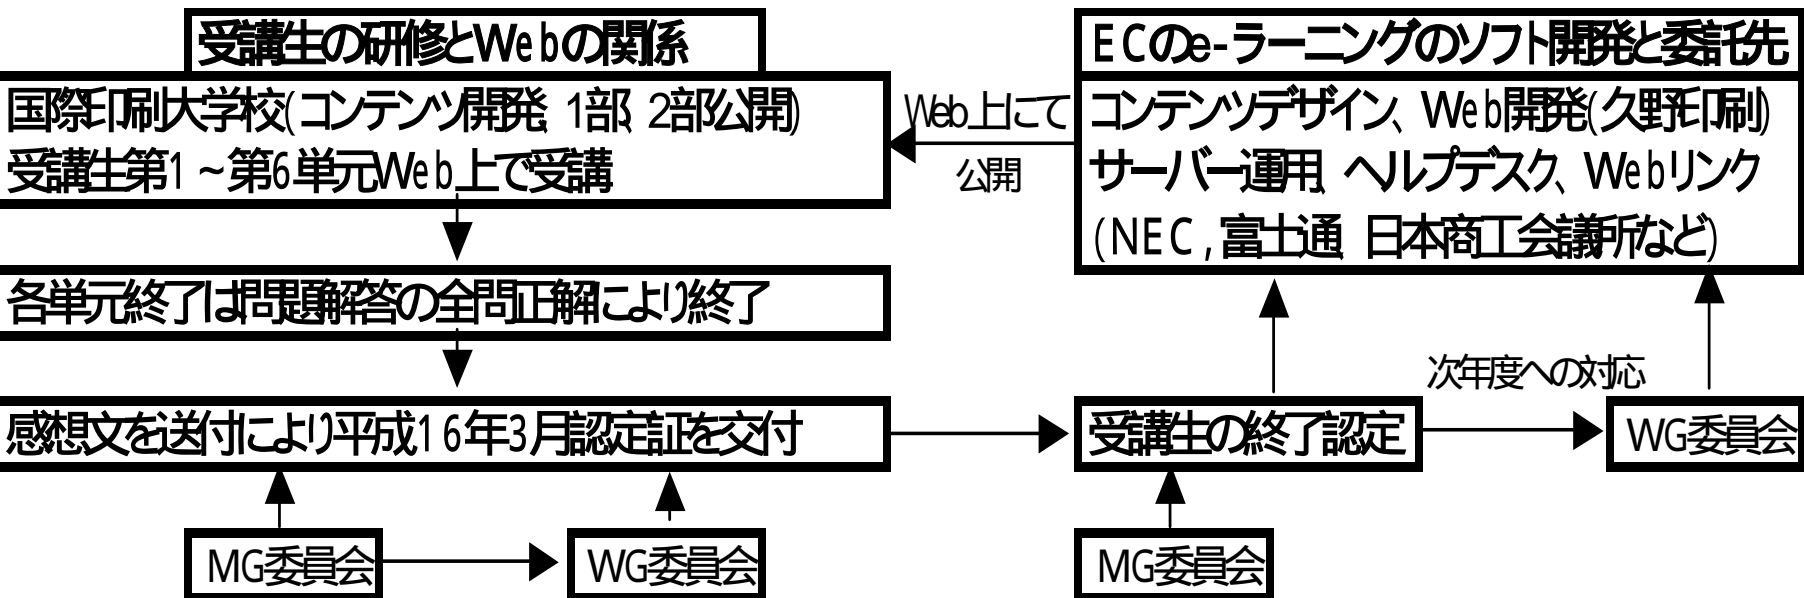 受講生の研修とWebの関係
国際印刷大学校(コンテンツ開発、1部、2部公開)
受講生第1～第6単元Web上で受講
各単元終了は問題解答の全問正解により終了
感想文を送付により平成16年3月認定証を交付
MG委員会
WG委員会
Web上にて
公開
ECのe-ラーニングのソフト開発と委託先
コンテンツデザイン、Web開発(久野印刷)
サーバー運用、ヘルプデスク、Webリンク
(NEC,富士通、日本商工会議所など)
次年度への対応
受講生の終了認定
WG委員会
MG委員会